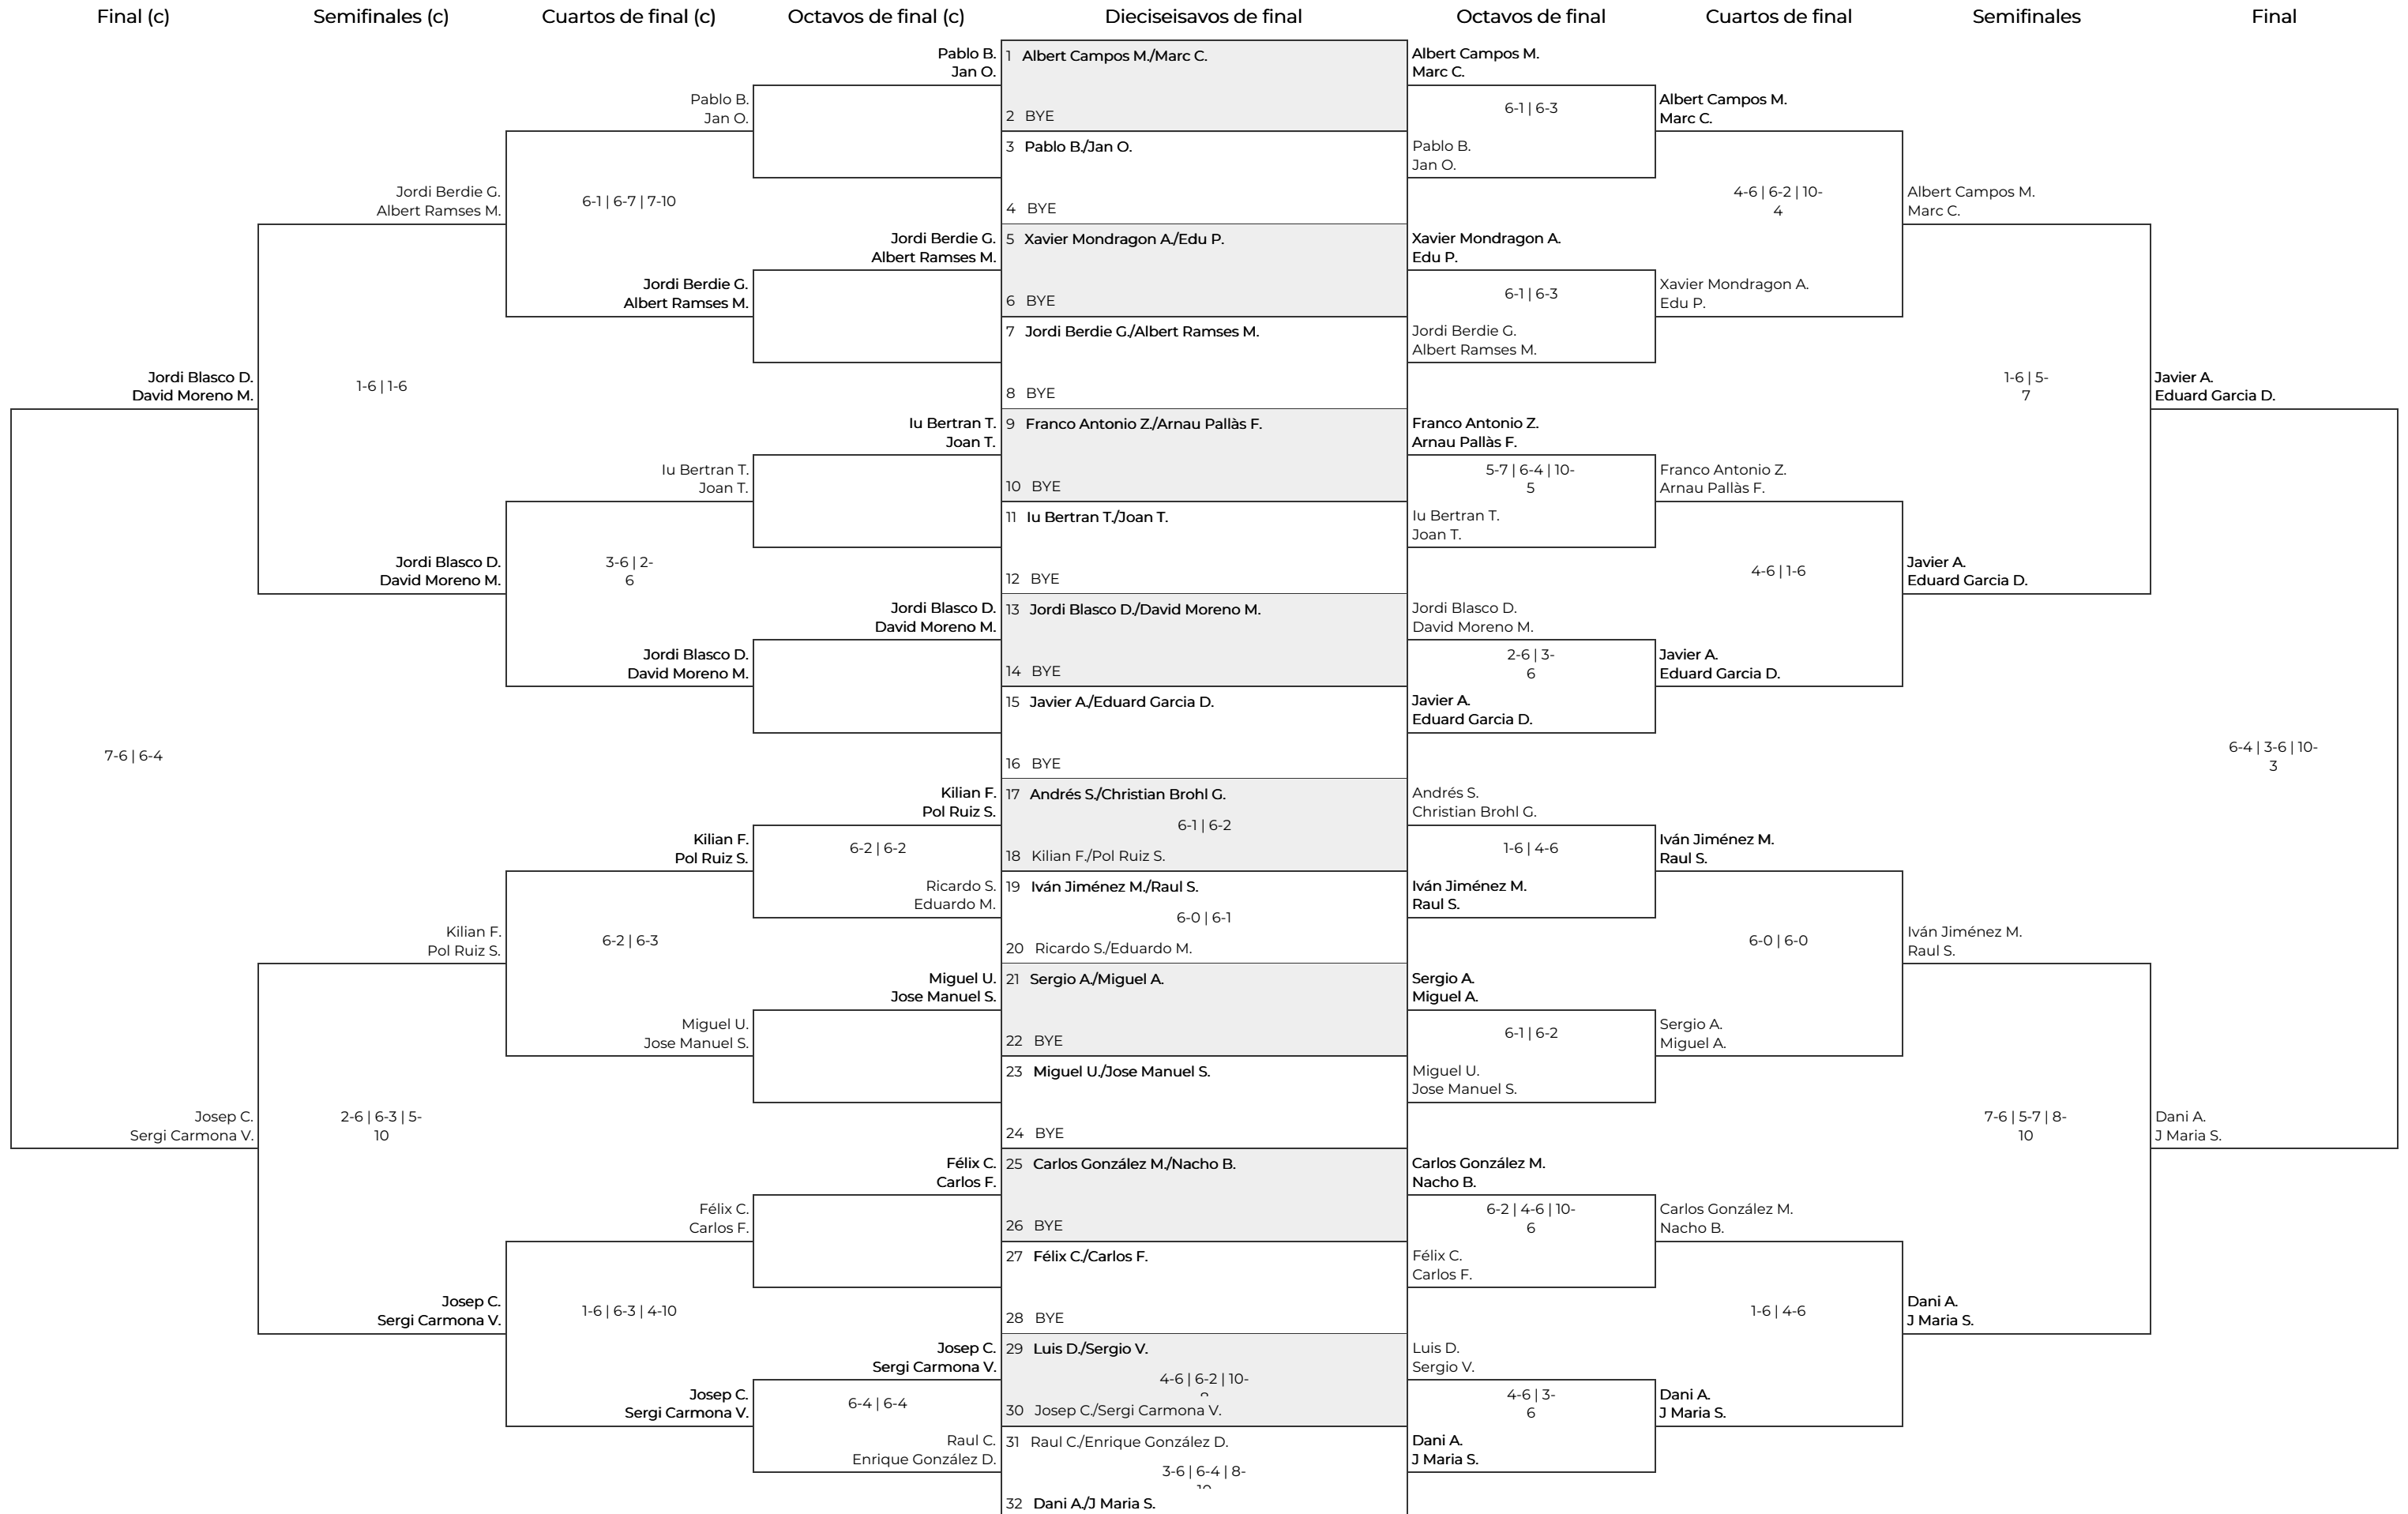 Final (c)
Semifinales (c)
Cuartos de final (c)
Octavos de final (c)
Dieciseisavos de final
Octavos de final
Cuartos de final
Semifinales
Final
Jordi Blasco D.
David Moreno M.
7-6 | 6-4
Josep C.
Sergi Carmona V.
Jordi Berdie G.
Albert Ramses M.
1-6 | 1-6
Jordi Blasco D.
David Moreno M.
Kilian F.
Pol Ruiz S.
2-6 | 6-3 | 5-
10
Josep C.
Sergi Carmona V.
Pablo B.
Jan O.
6-1 | 6-7 | 7-10
Jordi Berdie G.
Albert Ramses M.
Iu Bertran T.
Joan T.
3-6 | 2-
6
Jordi Blasco D.
David Moreno M.
Kilian F.
Pol Ruiz S.
6-2 | 6-3
Miguel U.
Jose Manuel S.
Félix C.
Carlos F.
1-6 | 6-3 | 4-10
Josep C.
Sergi Carmona V.
Pablo B.
Jan O.
Jordi Berdie G.
Albert Ramses M.
Iu Bertran T.
Joan T.
Jordi Blasco D.
David Moreno M.
Kilian F.
Pol Ruiz S.
6-2 | 6-2
Ricardo S.
Eduardo M.
Miguel U.
Jose Manuel S.
Félix C.
Carlos F.
Josep C.
Sergi Carmona V.
6-4 | 6-4
Raul C.
Enrique González D.
1 Albert Campos M./Marc C.
2 BYE
3 Pablo B./Jan O.
4 BYE
5 Xavier Mondragon A./Edu P.
6 BYE
7 Jordi Berdie G./Albert Ramses M.
8 BYE
9 Franco Antonio Z./Arnau Pallàs F.
10 BYE
11 Iu Bertran T./Joan T.
12 BYE
13 Jordi Blasco D./David Moreno M.
14 BYE
15 Javier A./Eduard Garcia D.
16 BYE
17 Andrés S./Christian Brohl G.
6-1 | 6-2
18 Kilian F./Pol Ruiz S.
19 Iván Jiménez M./Raul S.
6-0 | 6-1
20 Ricardo S./Eduardo M.
21 Sergio A./Miguel A.
22 BYE
23 Miguel U./Jose Manuel S.
24 BYE
25 Carlos González M./Nacho B.
26 BYE
27 Félix C./Carlos F.
28 BYE
29 Luis D./Sergio V.
4-6 | 6-2 | 10-
30 Josep C./Sergi Carmona V.
31 Raul C./Enrique González D.
3-6 | 6-4 | 8-
10
32 Dani A./J Maria S.
Albert Campos M.
Marc C.
6-1 | 6-3
Pablo B.
Jan O.
Xavier Mondragon A.
Edu P.
6-1 | 6-3
Jordi Berdie G.
Albert Ramses M.
Franco Antonio Z.
Arnau Pallàs F.
5-7 | 6-4 | 10-
5
Iu Bertran T.
Joan T.
Jordi Blasco D.
David Moreno M.
2-6 | 3-
6
Javier A.
Eduard Garcia D.
Andrés S.
Christian Brohl G.
1-6 | 4-6
Iván Jiménez M.
Raul S.
Sergio A.
Miguel A.
6-1 | 6-2
Miguel U.
Jose Manuel S.
Carlos González M.
Nacho B.
6-2 | 4-6 | 10-
6
Félix C.
Carlos F.
Luis D.
Sergio V.
4-6 | 3-
6
Dani A.
J Maria S.
Albert Campos M.
Marc C.
4-6 | 6-2 | 10-
4
Xavier Mondragon A.
Edu P.
Franco Antonio Z.
Arnau Pallàs F.
4-6 | 1-6
Javier A.
Eduard Garcia D.
Iván Jiménez M.
Raul S.
6-0 | 6-0
Sergio A.
Miguel A.
Carlos González M.
Nacho B.
1-6 | 4-6
Dani A.
J Maria S.
Albert Campos M.
Marc C.
1-6 | 5-
7
Javier A.
Eduard Garcia D.
Iván Jiménez M.
Raul S.
7-6 | 5-7 | 8-
10
Dani A.
J Maria S.
Javier A.
Eduard Garcia D.
6-4 | 3-6 | 10-
3
Dani A.
J Maria S.